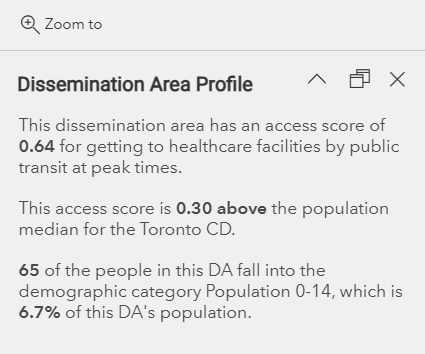 Zoom to
Dissemination Area Profile
This dissemination area has an access score of
0.64 for getting to healthcare facilities by public
transit at peak times.
This access score is 0.30 above the population
median for the Toronto CD.
65 of the people in this DA fall into the
demographic category Population 0-14, which is
6.7% of this DA's population.